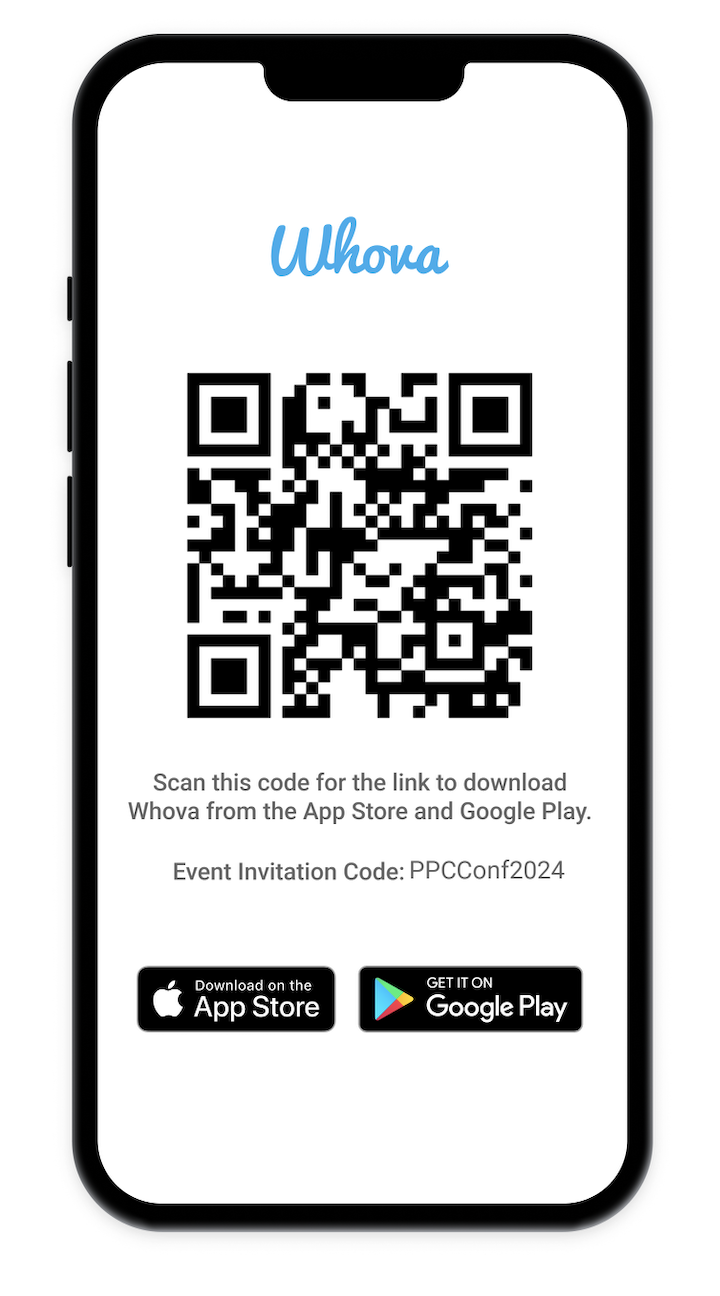 Whova
Scan this code for the link to download
Whova from the App Store and Google Play.
Event Invitation Code: PPCConf2024
Download on the
App Store
GET IT ON
Google Play